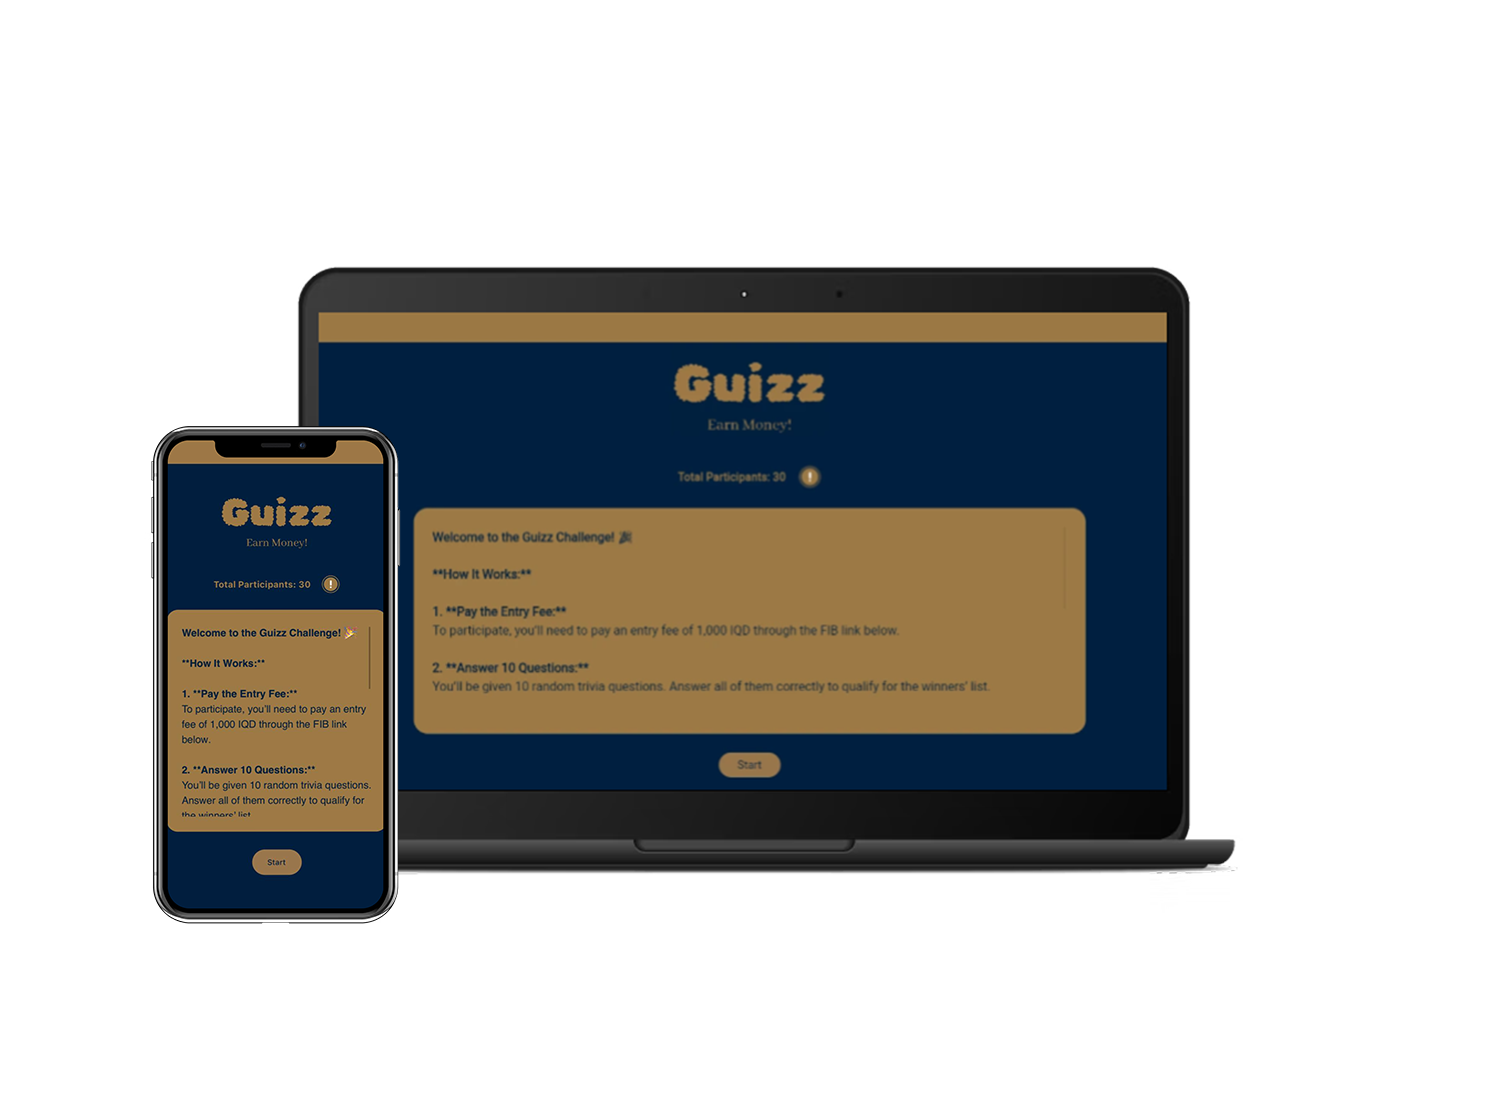 Guizz
Earn Money!
Total Participants: 30
Welcome to the Guizz Challenge! 🎉
**How It Works:**
1. **Pay the Entry Fee:**
To participate, you'll need to pay an entry fee of 1,000 IQD through the FIB link below.
2. **Answer 10 Questions:**
You'll be given 10 random trivia questions. Answer all of them correctly to qualify for the winners' list.
Start
Guizz
Earn Money!
Total Participants: 30
Welcome to the Guizz Challenge! 🎉
**How It Works:**
1. **Pay the Entry Fee:**
To participate, you'll need to pay an entry
fee of 1,000 IQD through the FIB link
below.
2. **Answer 10 Questions:**
You'll be given 10 random trivia questions.
Answer all of them correctly to qualify for
the winners' list
Start